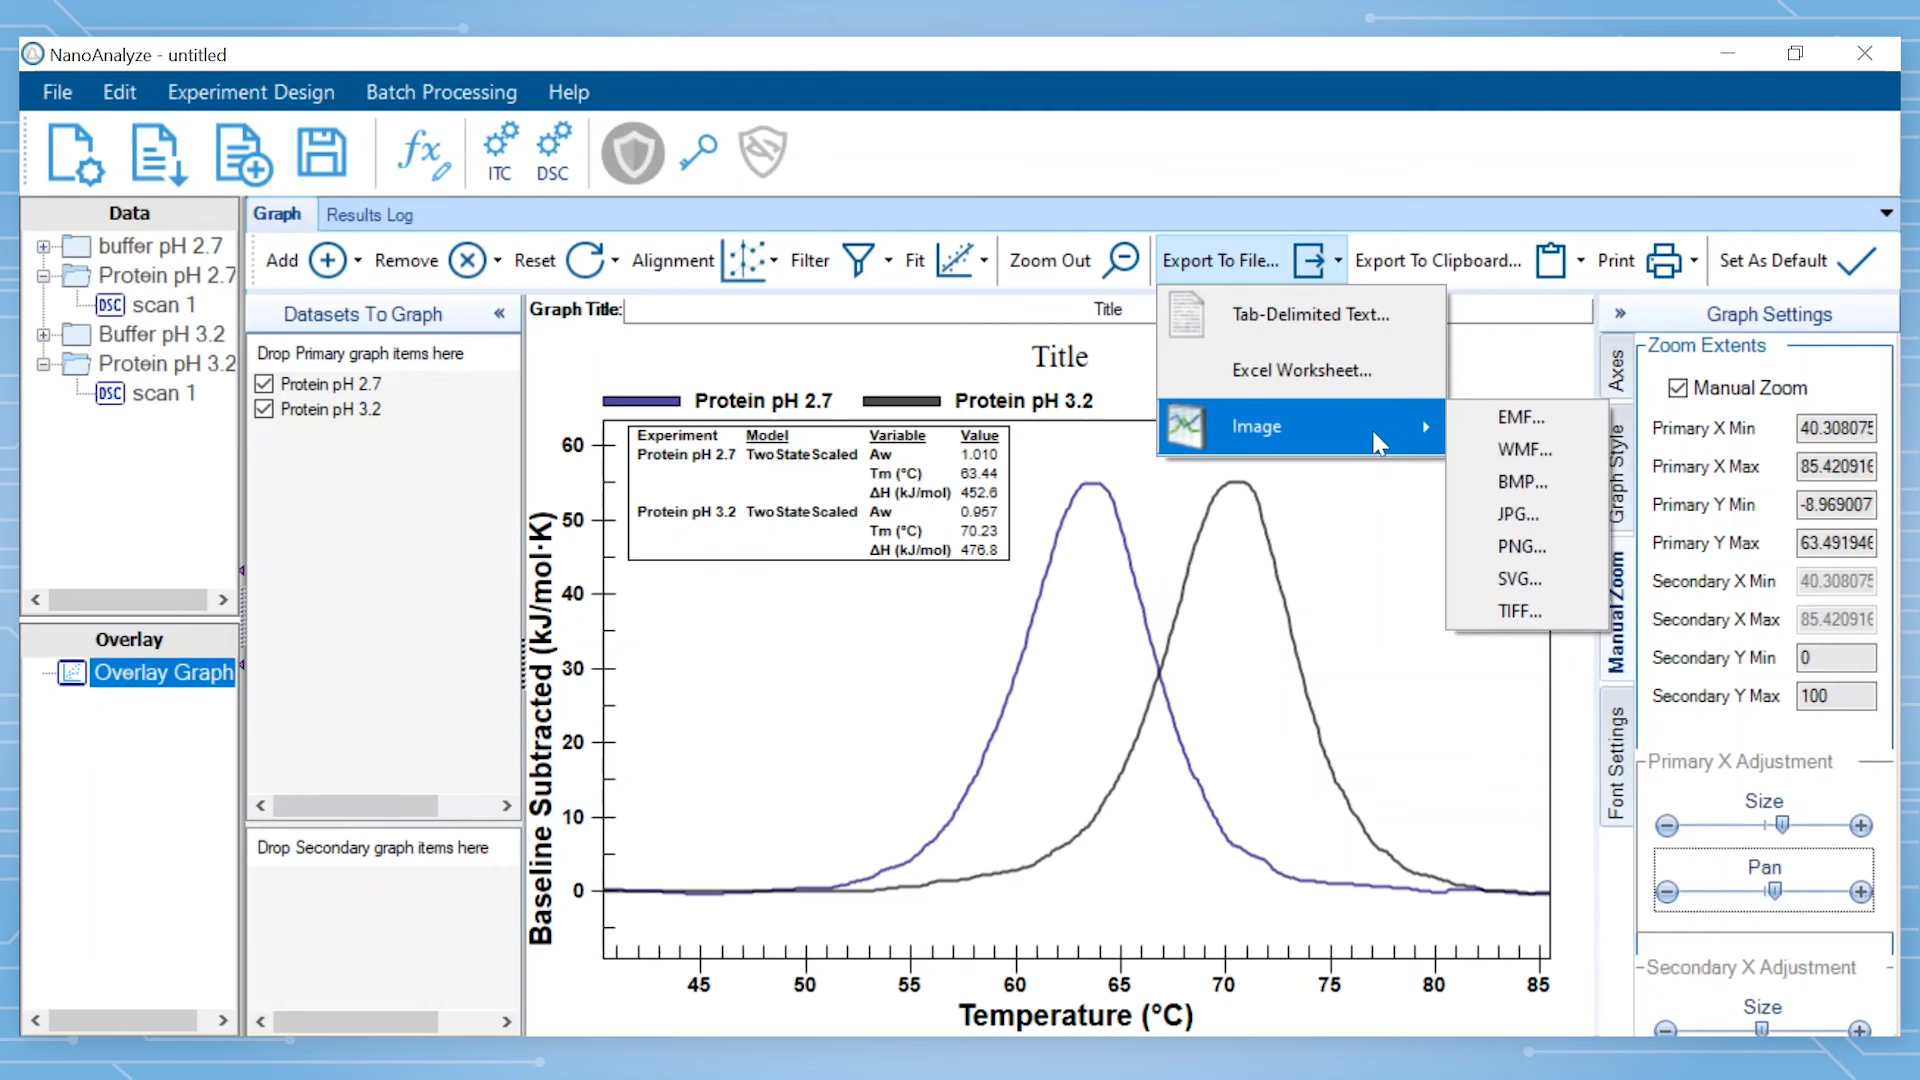 NanoAnalyze - untitled
File Edit Experiment Design Batch Processing Help
ITC DSC
Data
buffer pH 2.7
Protein pH 2.7
DSC scan 1
Buffer pH 3.2
Protein pH 3.2
DSC scan 1
Overlay
Overlay Graph
Graph Results Log
Add Remove Reset Alignment Filter Fit Zoom Out Export To File... Export To Clipboard... Print Set As Default
Datasets To Graph «
Drop Primary graph items here
Protein pH 2.7
Protein pH 3.2
Drop Secondary graph items here
Graph Title: Title
Title
Protein pH 2.7 Protein pH 3.2
Experiment Model Variable Value
Protein pH 2.7 TwoStateScaled Aw 1.010
Tm (°C) 63.44
ΔH (kJ/mol) 452.6
Protein pH 3.2 TwoStateScaled Aw 0.957
Tm (°C) 70.23
ΔH (kJ/mol) 476.8
Baseline Subtracted (kJ/mol·K)
60
50
40
30
20
10
0
45 50 55 60 65 70 75 80 85
Temperature (°C)
Tab-Delimited Text...
Excel Worksheet...
Image
EMF...
WMF...
BMP...
JPG...
PNG...
SVG...
TIFF...
» Graph Settings
Axes
Graph Style
Manual Zoom
Font Settings
Zoom Extents
Manual Zoom
Primary X Min 40.308075
Primary X Max 85.420916
Primary Y Min -8.969007
Primary Y Max 63.491946
Secondary X Min 40.308075
Secondary X Max 85.420916
Secondary Y Min 0
Secondary Y Max 100
Primary X Adjustment
Size
Pan
Secondary X Adjustment
Size